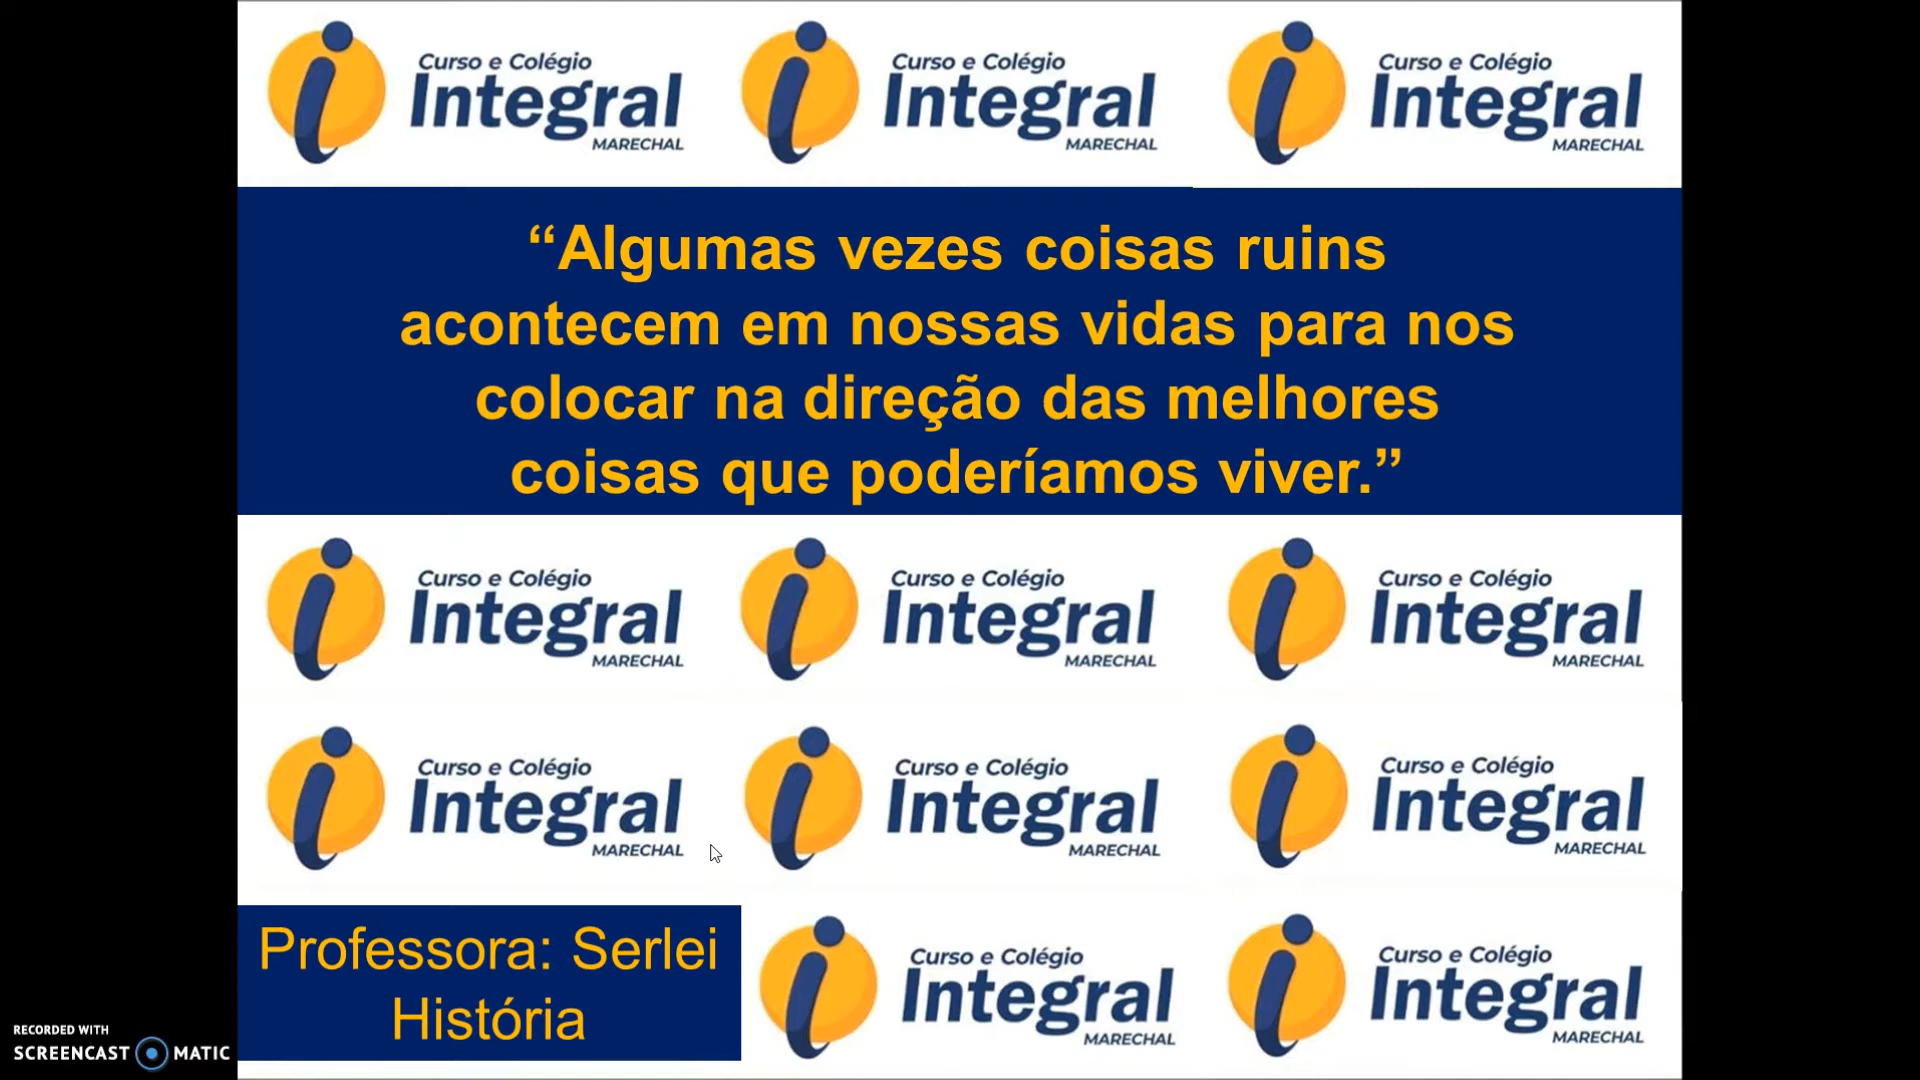 Curso e Colégio
Integral
MARECHAL
Curso e Colégio
Integral
MARECHAL
Curso e Colégio
Integral
MARECHAL
“Algumas vezes coisas ruins
acontecem em nossas vidas para nos
colocar na direção das melhores
coisas que poderíamos viver.”
Curso e Colégio
Integral
MARECHAL
Curso e Colégio
Integral
MARECHAL
Curso e Colégio
Integral
MARECHAL
Curso e Colégio
Integral
MARECHAL
Curso e Colégio
Integral
MARECHAL
Curso e Colégio
Integral
MARECHAL
Professora: Serlei
História
Curso e Colégio
Integral
MARECHAL
Curso e Colégio
Integral
MARECHAL
RECORDED WITH
SCREENCAST MATIC